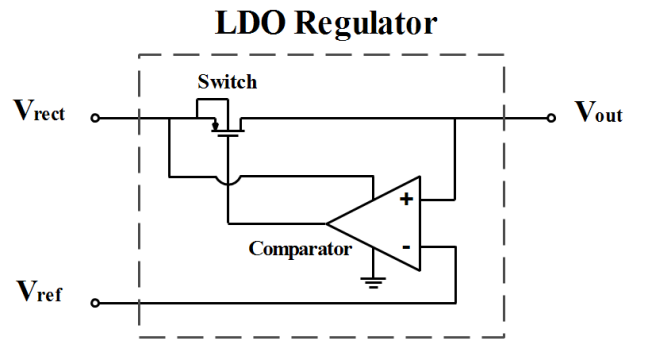 LDO Regulator
Switch
Vrect
Vout
+
Comparator
-
Vref